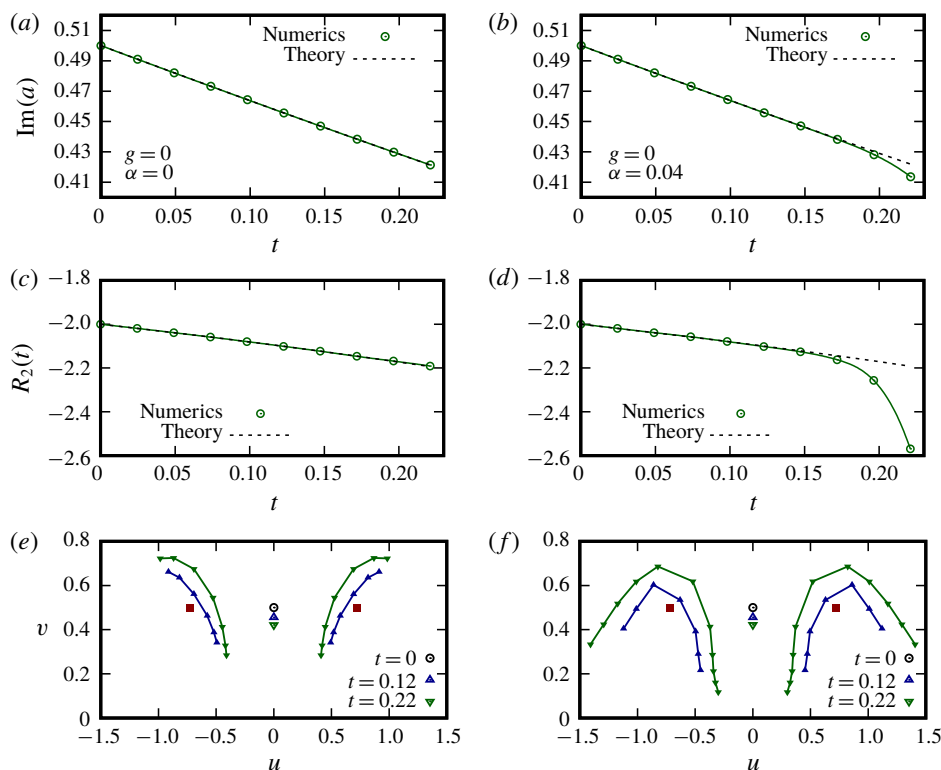 (a)
0.51
0.49
0.47
0.45
0.43
0.41
Im(a)
Numerics
Theory
g = 0
α = 0
0 0.05 0.10 0.15 0.20
t
(b)
0.51
0.49
0.47
0.45
0.43
0.41
Numerics
Theory
g = 0
α = 0.04
0 0.05 0.10 0.15 0.20
t
(c)
−1.8
−2.0
−2.2
−2.4
−2.6
R2(t)
Numerics
Theory
0 0.05 0.10 0.15 0.20
t
(d)
−1.8
−2.0
−2.2
−2.4
−2.6
Numerics
Theory
0 0.05 0.10 0.15 0.20
t
(e)
0.8
0.6
0.4
0.2
0
v
t = 0
t = 0.12
t = 0.22
−1.5 −1.0 −0.5 0 0.5 1.0 1.5
u
(f)
0.8
0.6
0.4
0.2
0
t = 0
t = 0.12
t = 0.22
−1.5 −1.0 −0.5 0 0.5 1.0 1.5
u